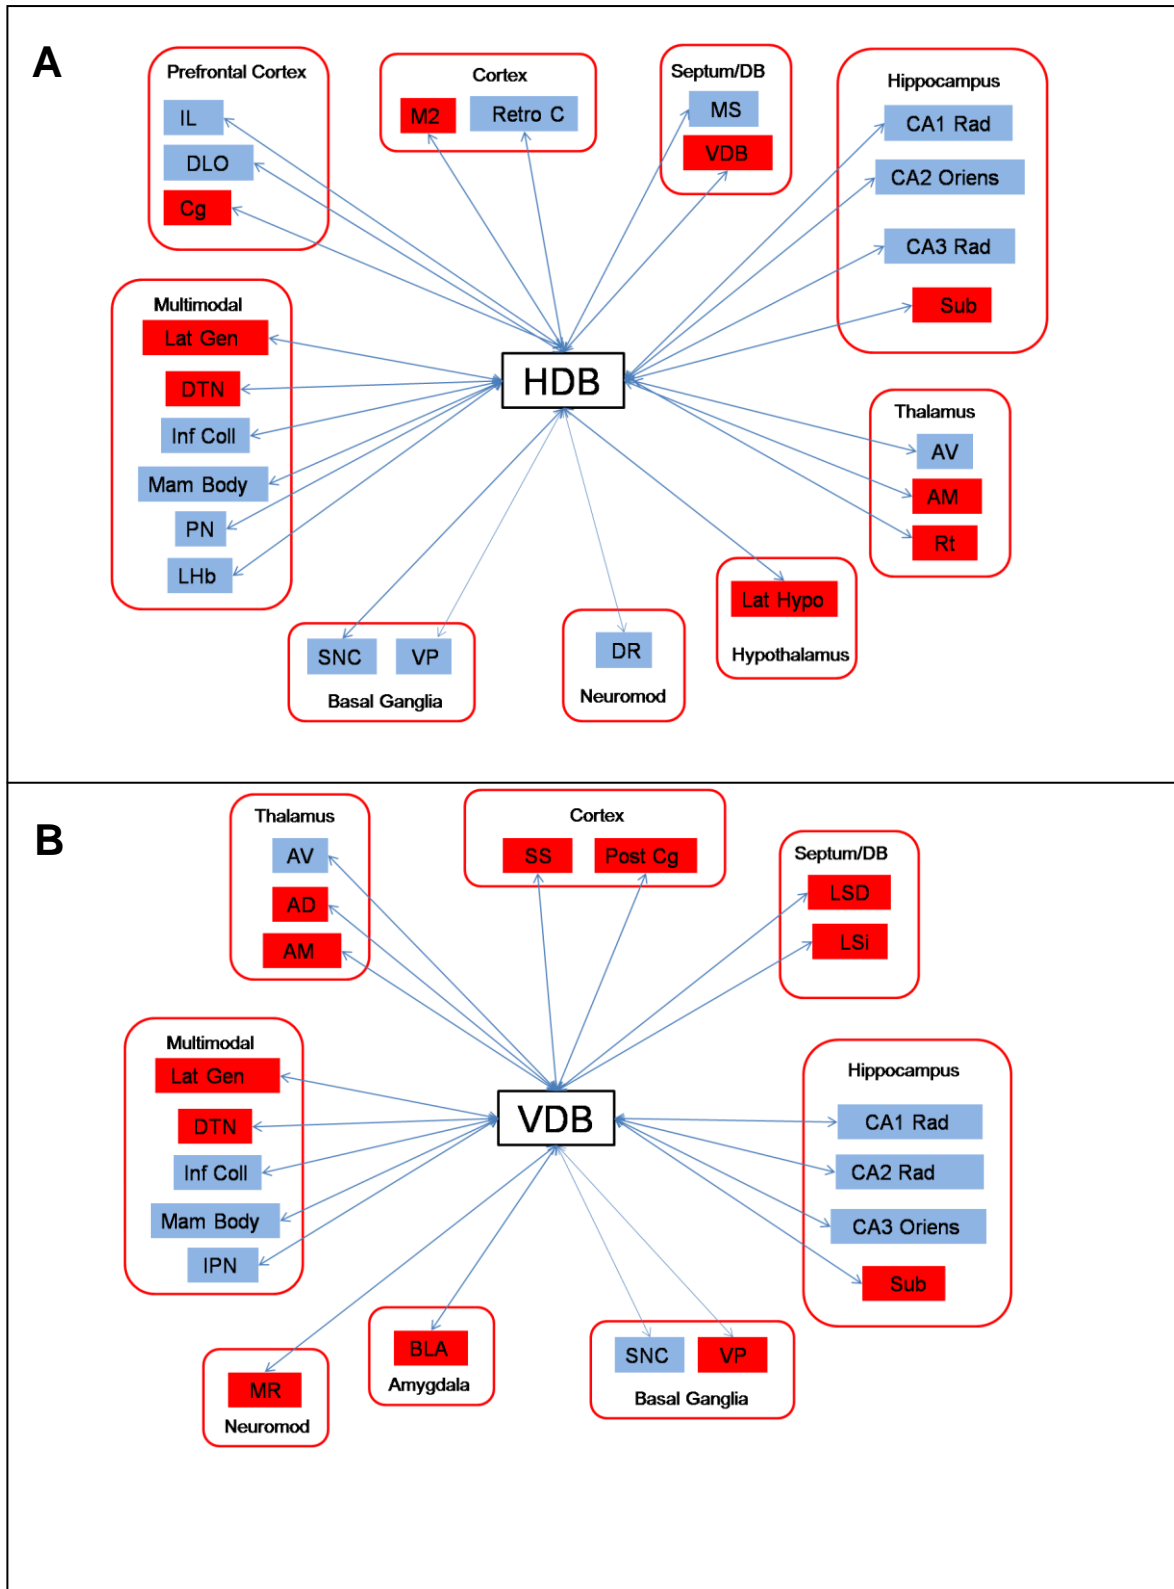 A
Prefrontal Cortex
IL
DLO
Cg
Cortex
M2 Retro C
Septum/DB
MS
VDB
Hippocampus
CA1 Rad
CA2 Oriens
CA3 Rad
Sub
Multimodal
Lat Gen
DTN
Inf Coll
Mam Body
PN
LHb
HDB
Thalamus
AV
AM
Rt
SNC VP
Basal Ganglia
DR
Neuromod
Lat Hypo
Hypothalamus
B
Thalamus
AV
AD
AM
Cortex
SS Post Cg
Septum/DB
LSD
LSi
Multimodal
Lat Gen
DTN
Inf Coll
Mam Body
IPN
VDB
Hippocampus
CA1 Rad
CA2 Rad
CA3 Oriens
Sub
MR
Neuromod
BLA
Amygdala
SNC VP
Basal Ganglia